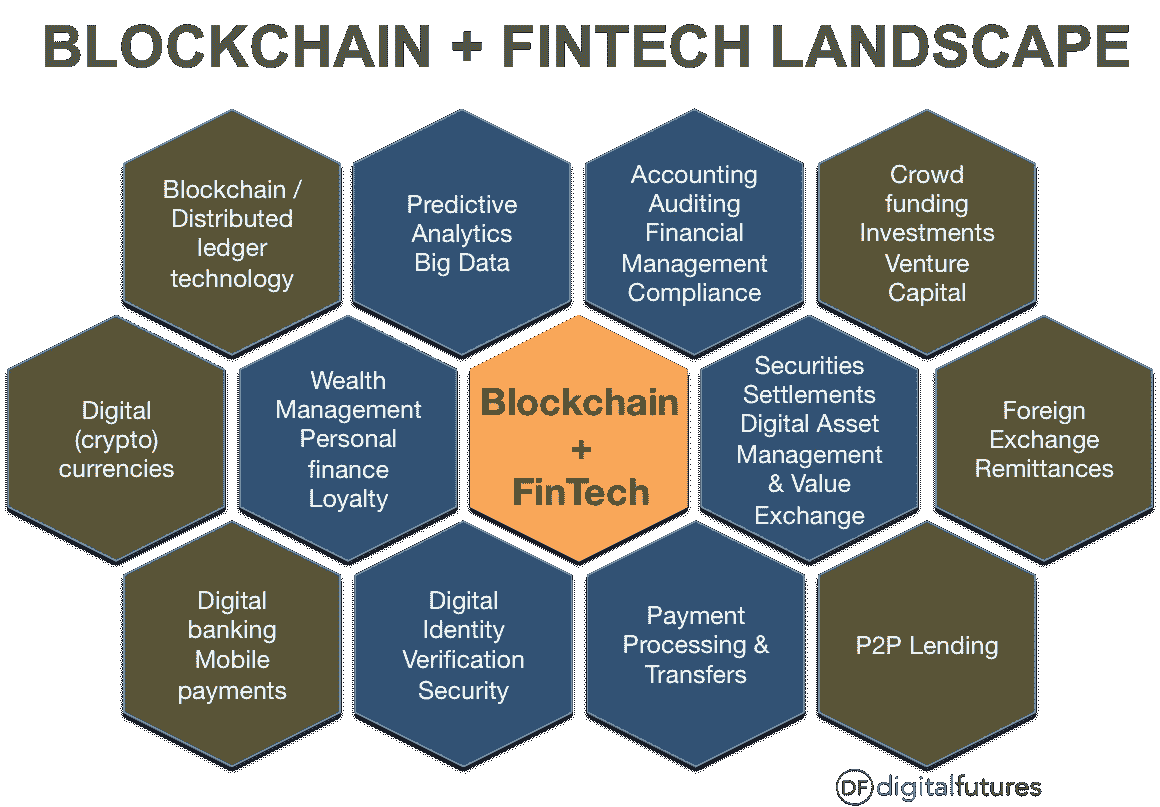 BLOCKCHAIN + FINTECH LANDSCAPE
Blockchain /
Distributed
ledger
technology
Predictive
Analytics
Big Data
Accounting
Auditing
Financial
Management
Compliance
Crowd
funding
Investments
Venture
Capital
Digital
(crypto)
currencies
Wealth
Management
Personal
finance
Loyalty
Blockchain
+
FinTech
Securities
Settlements
Digital Asset
Management
& Value
Exchange
Foreign
Exchange
Remittances
Digital
banking
Mobile
payments
Digital
Identity
Verification
Security
Payment
Processing &
Transfers
P2P Lending
DF digitalfutures